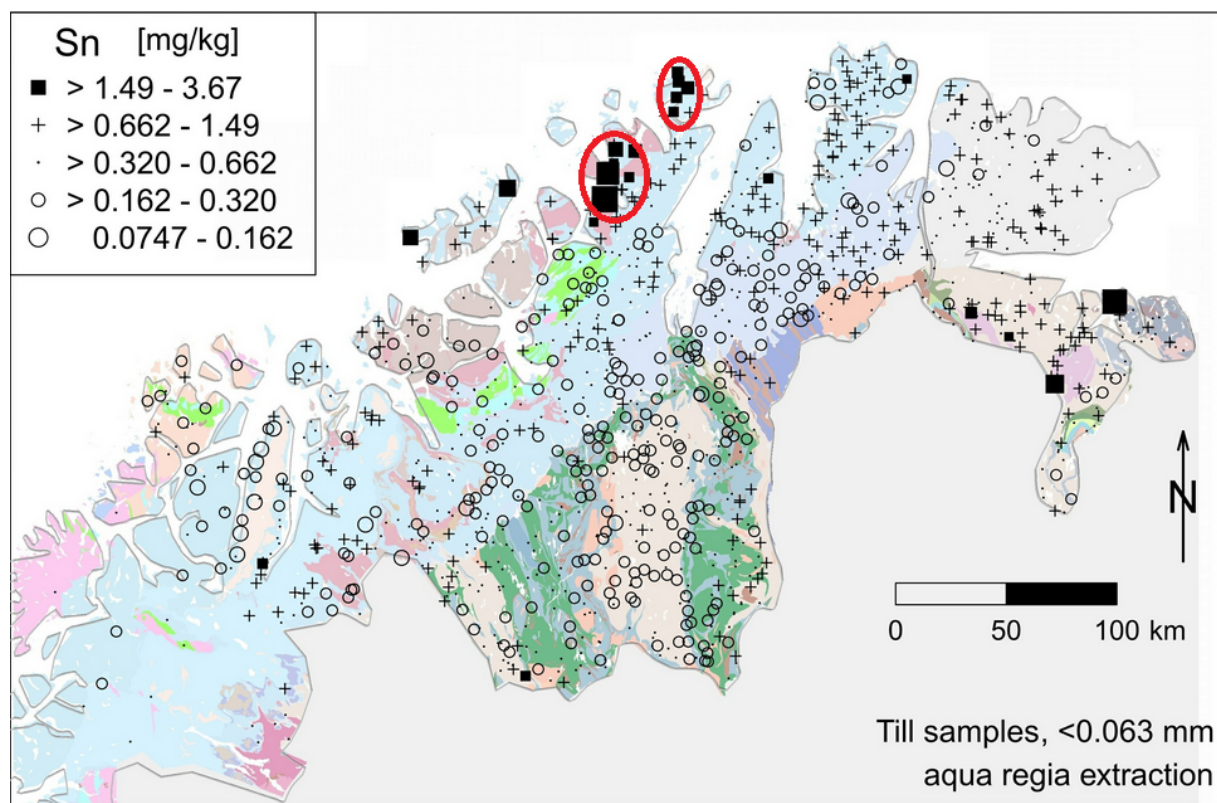 Sn [mg/kg]
> 1.49 - 3.67
> 0.662 - 1.49
> 0.320 - 0.662
> 0.162 - 0.320
0.0747 - 0.162
N
0 50 100 km
Till samples, <0.063 mm
aqua regia extraction